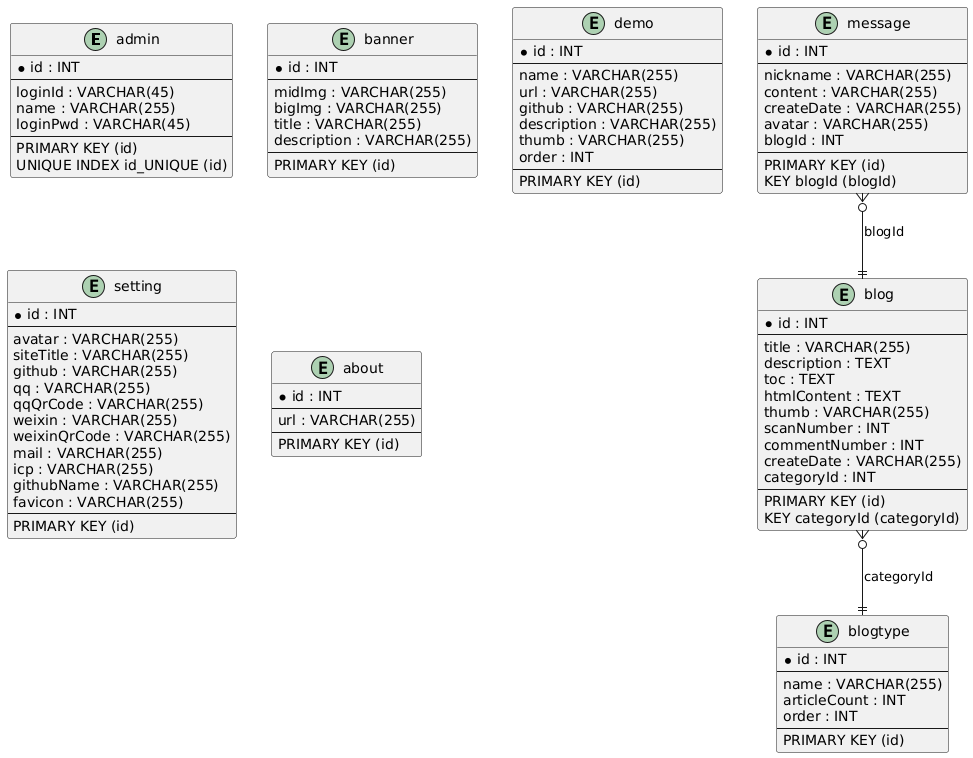 E admin
* id : INT
loginId : VARCHAR(45)
name : VARCHAR(255)
loginPwd : VARCHAR(45)
PRIMARY KEY (id)
UNIQUE INDEX id_UNIQUE (id)
E banner
* id : INT
midImg : VARCHAR(255)
bigImg : VARCHAR(255)
title : VARCHAR(255)
description : VARCHAR(255)
PRIMARY KEY (id)
E demo
* id : INT
name : VARCHAR(255)
url : VARCHAR(255)
github : VARCHAR(255)
description : VARCHAR(255)
thumb : VARCHAR(255)
order : INT
PRIMARY KEY (id)
E message
* id : INT
nickname : VARCHAR(255)
content : VARCHAR(255)
createDate : VARCHAR(255)
avatar : VARCHAR(255)
blogId : INT
PRIMARY KEY (id)
KEY blogId (blogId)
blogId
E setting
* id : INT
avatar : VARCHAR(255)
siteTitle : VARCHAR(255)
github : VARCHAR(255)
qq : VARCHAR(255)
qqQrCode : VARCHAR(255)
weixin : VARCHAR(255)
weixinQrCode : VARCHAR(255)
mail : VARCHAR(255)
icp : VARCHAR(255)
githubName : VARCHAR(255)
favicon : VARCHAR(255)
PRIMARY KEY (id)
E about
* id : INT
url : VARCHAR(255)
PRIMARY KEY (id)
E blog
* id : INT
title : VARCHAR(255)
description : TEXT
toc : TEXT
htmlContent : TEXT
thumb : VARCHAR(255)
scanNumber : INT
commentNumber : INT
createDate : VARCHAR(255)
categoryId : INT
PRIMARY KEY (id)
KEY categoryId (categoryId)
categoryId
E blogtype
* id : INT
name : VARCHAR(255)
articleCount : INT
order : INT
PRIMARY KEY (id)